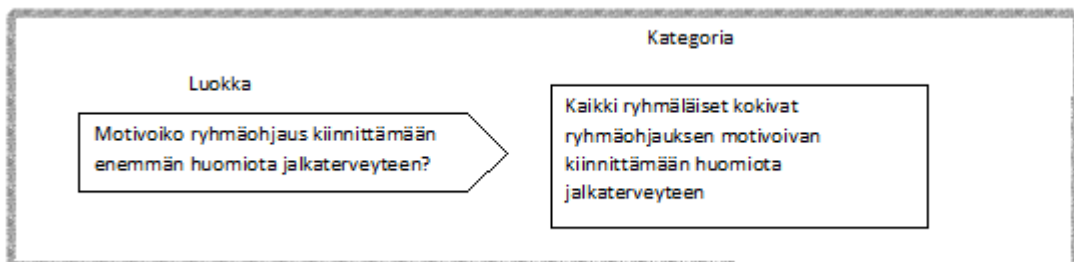 Kategoria
Luokka
Motivoiko ryhmäohjaus kiinnittämään
enemmän huomiota jalkaterveyteen?
Kaikki ryhmäläiset kokivat
ryhmäohjauksen motivoivan
kiinnittämään huomiota
jalkaterveyteen